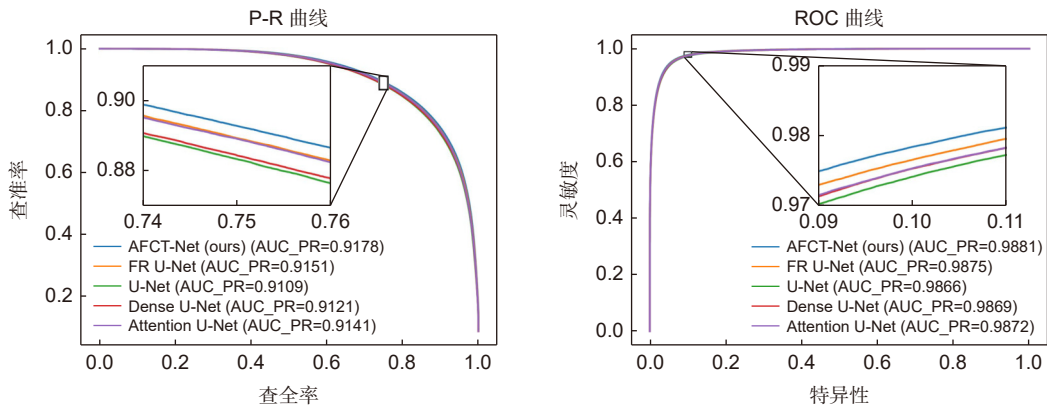 P-R 曲线
1.0
0.8
0.6
0.4
0.2
查准率
0.90
0.88
0.74
0.75
0.76
AFCT-Net (ours) (AUC_PR=0.9178)
FR U-Net (AUC_PR=0.9151)
U-Net (AUC_PR=0.9109)
Dense U-Net (AUC_PR=0.9121)
Attention U-Net (AUC_PR=0.9141)
0.0
0.2
0.4
0.6
0.8
1.0
查全率
ROC 曲线
1.0
0.8
0.6
0.4
0.2
0.0
灵敏度
0.99
0.98
0.97
0.09
0.10
0.11
AFCT-Net (ours) (AUC_PR=0.9881)
FR U-Net (AUC_PR=0.9875)
U-Net (AUC_PR=0.9866)
Dense U-Net (AUC_PR=0.9869)
Attention U-Net (AUC_PR=0.9872)
0.0
0.2
0.4
0.6
0.8
1.0
特异性